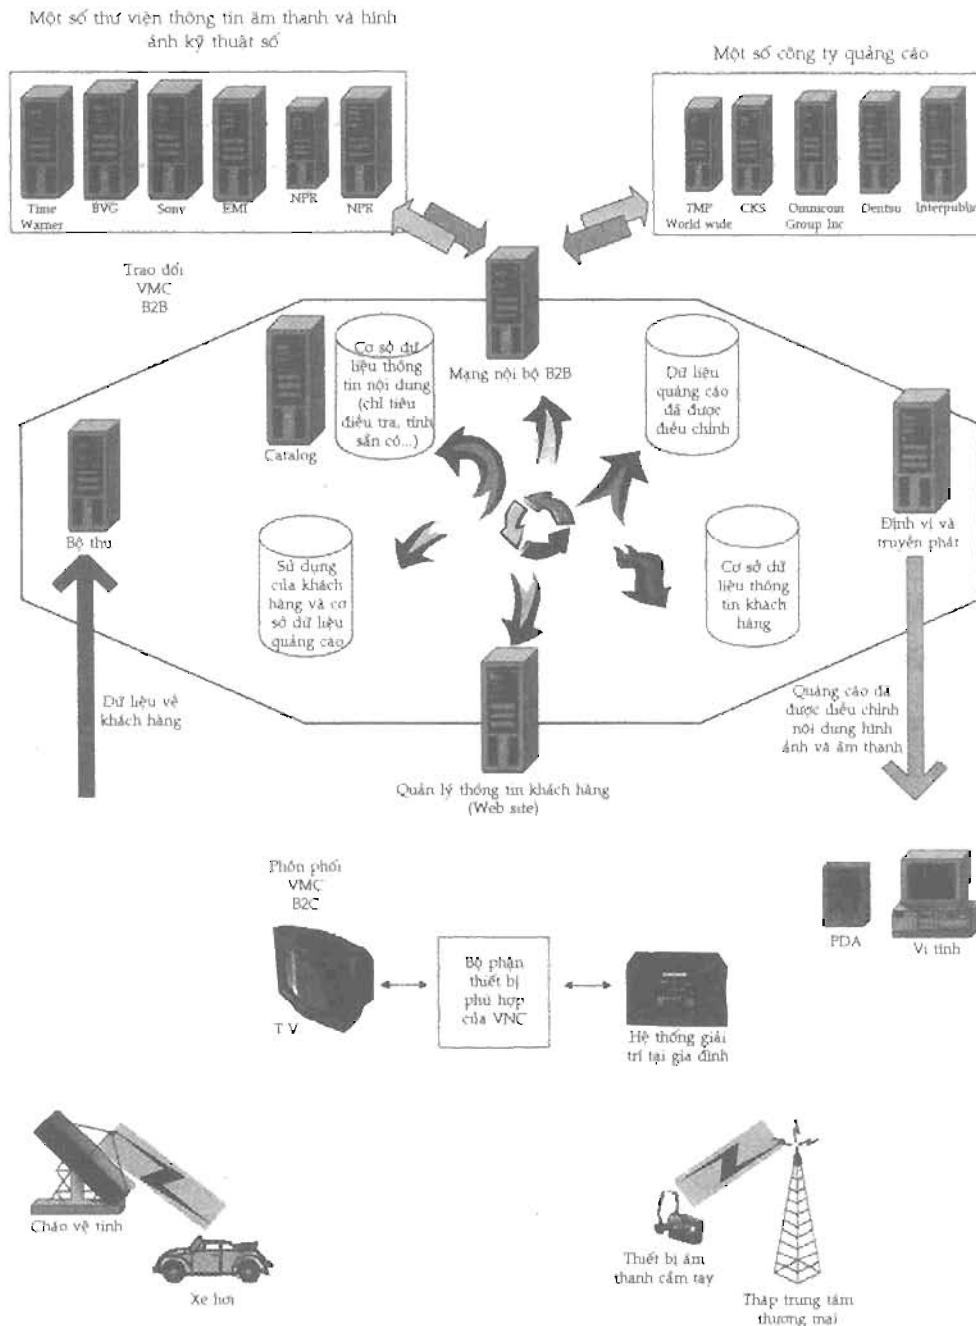 Một số thư viện thông tin âm thanh và hình
ảnh kỹ thuật số
Một số công ty quảng cáo
Time
Warner
BVG
Sony
EMI
NPR
NPR
TMP
World wide
CKS
Omnicom
Group Inc
Dentsu
Interpublic
Trao đổi
VMC
B2B
Cơ sở dữ
liệu thông
tin nội dung
(chỉ tiêu
điều tra, tính
sẵn có...)
Catalog
Mạng nội bộ B2B
Dữ liệu
quảng cáo
đã được
điều chỉnh
Bộ thu
Định vị và
truyền phát
Sử dụng
của khách
hàng và cơ
sở dữ liệu
quảng cáo
Cơ sở dữ
liệu thông
tin khách
hàng
Dữ liệu về
khách hàng
Quảng cáo đã
được điều chỉnh
nội dung hình
ảnh và âm thanh
Quản lý thông tin khách hàng
(Web site)
Phôn phối
VMC
B2C
TV
Bộ phận
thiết bị
phù hợp
của VNC
Hệ thống giải
trí tại gia đình
PDA
Vi tính
Chảo vệ tinh
Xe hơi
Thiết bị âm
thanh cầm tay
Tháp trung tâm
thương mại